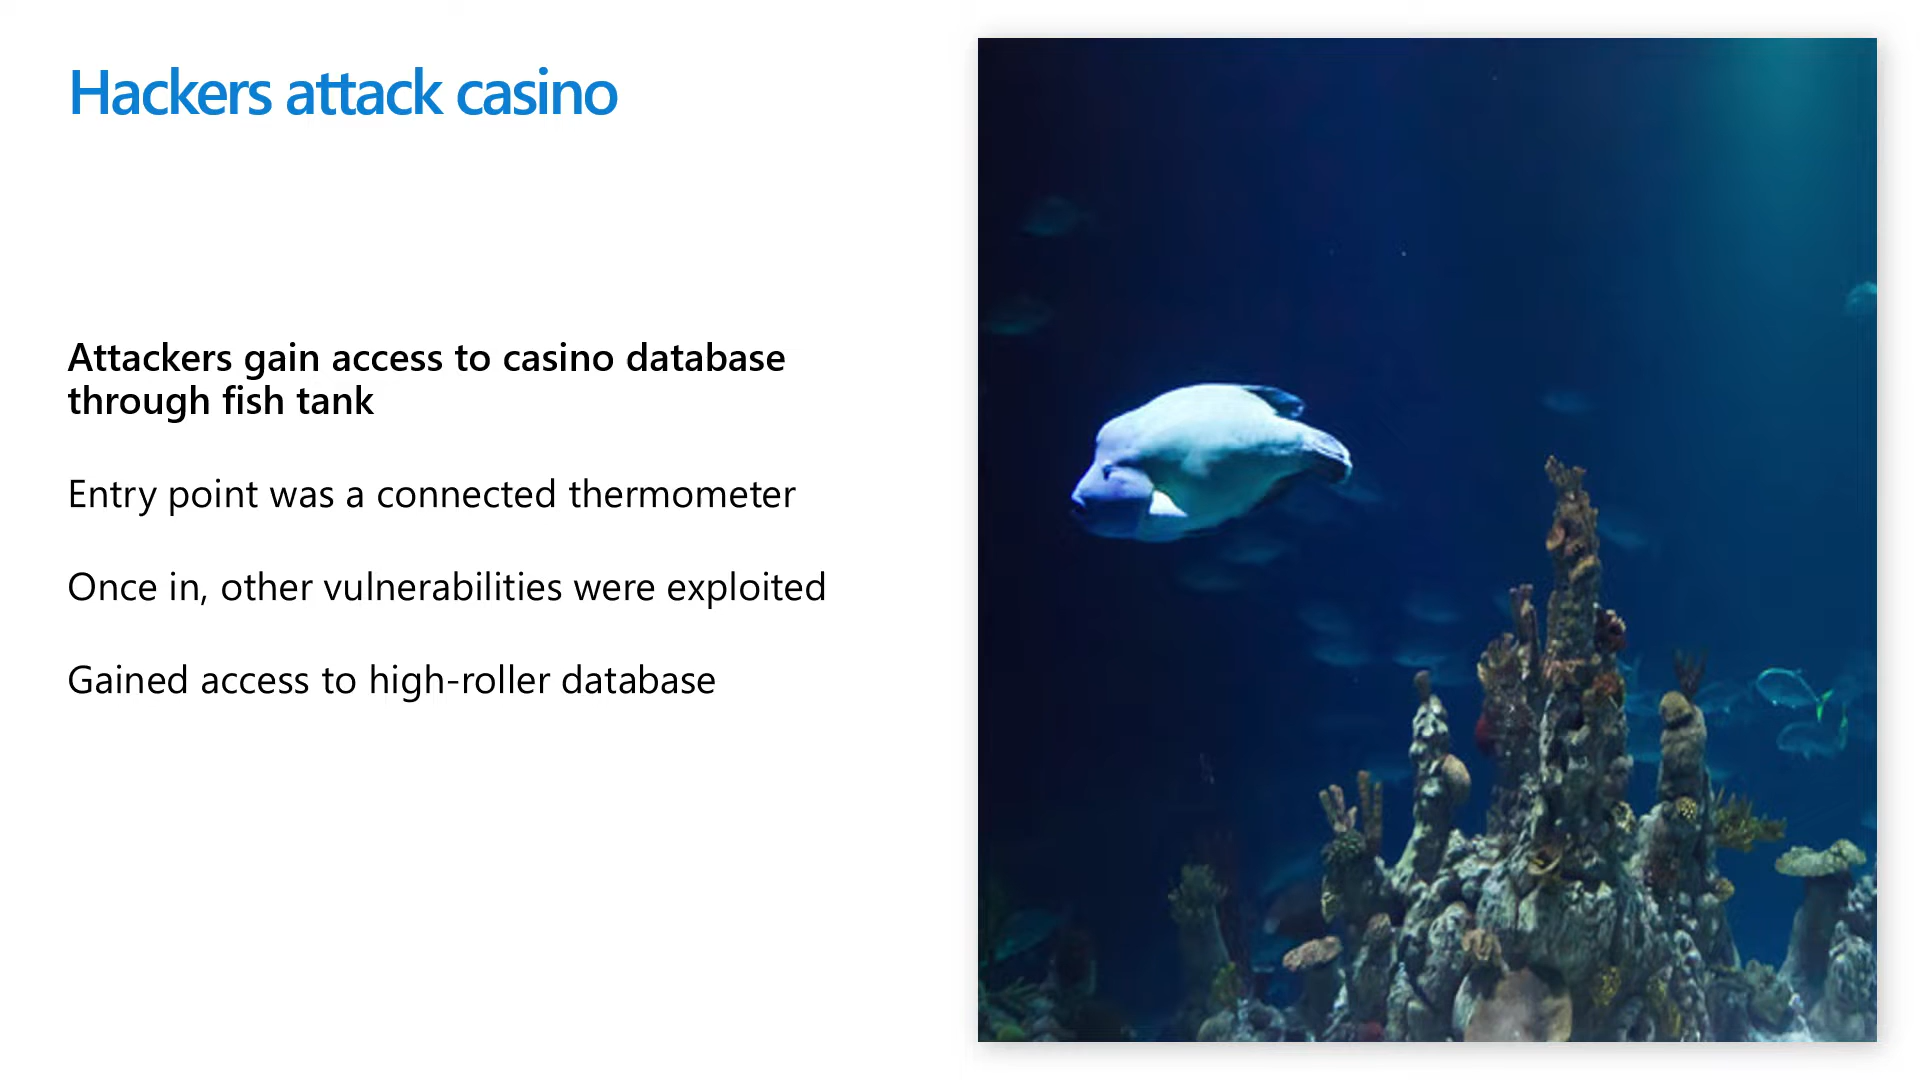 Hackers attack casino
Attackers gain access to casino database
through fish tank
Entry point was a connected thermometer
Once in, other vulnerabilities were exploited
Gained access to high-roller database